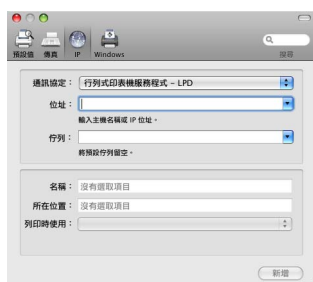 預設值 傳真 IP Windows 搜尋
通訊協定： 行列式印表機服務程式 - LPD
位址：
輸入主機名稱或 IP 位址。
佇列：
將預設佇列留空。
名稱： 沒有選取項目
所在位置： 沒有選取項目
列印時使用：
新增